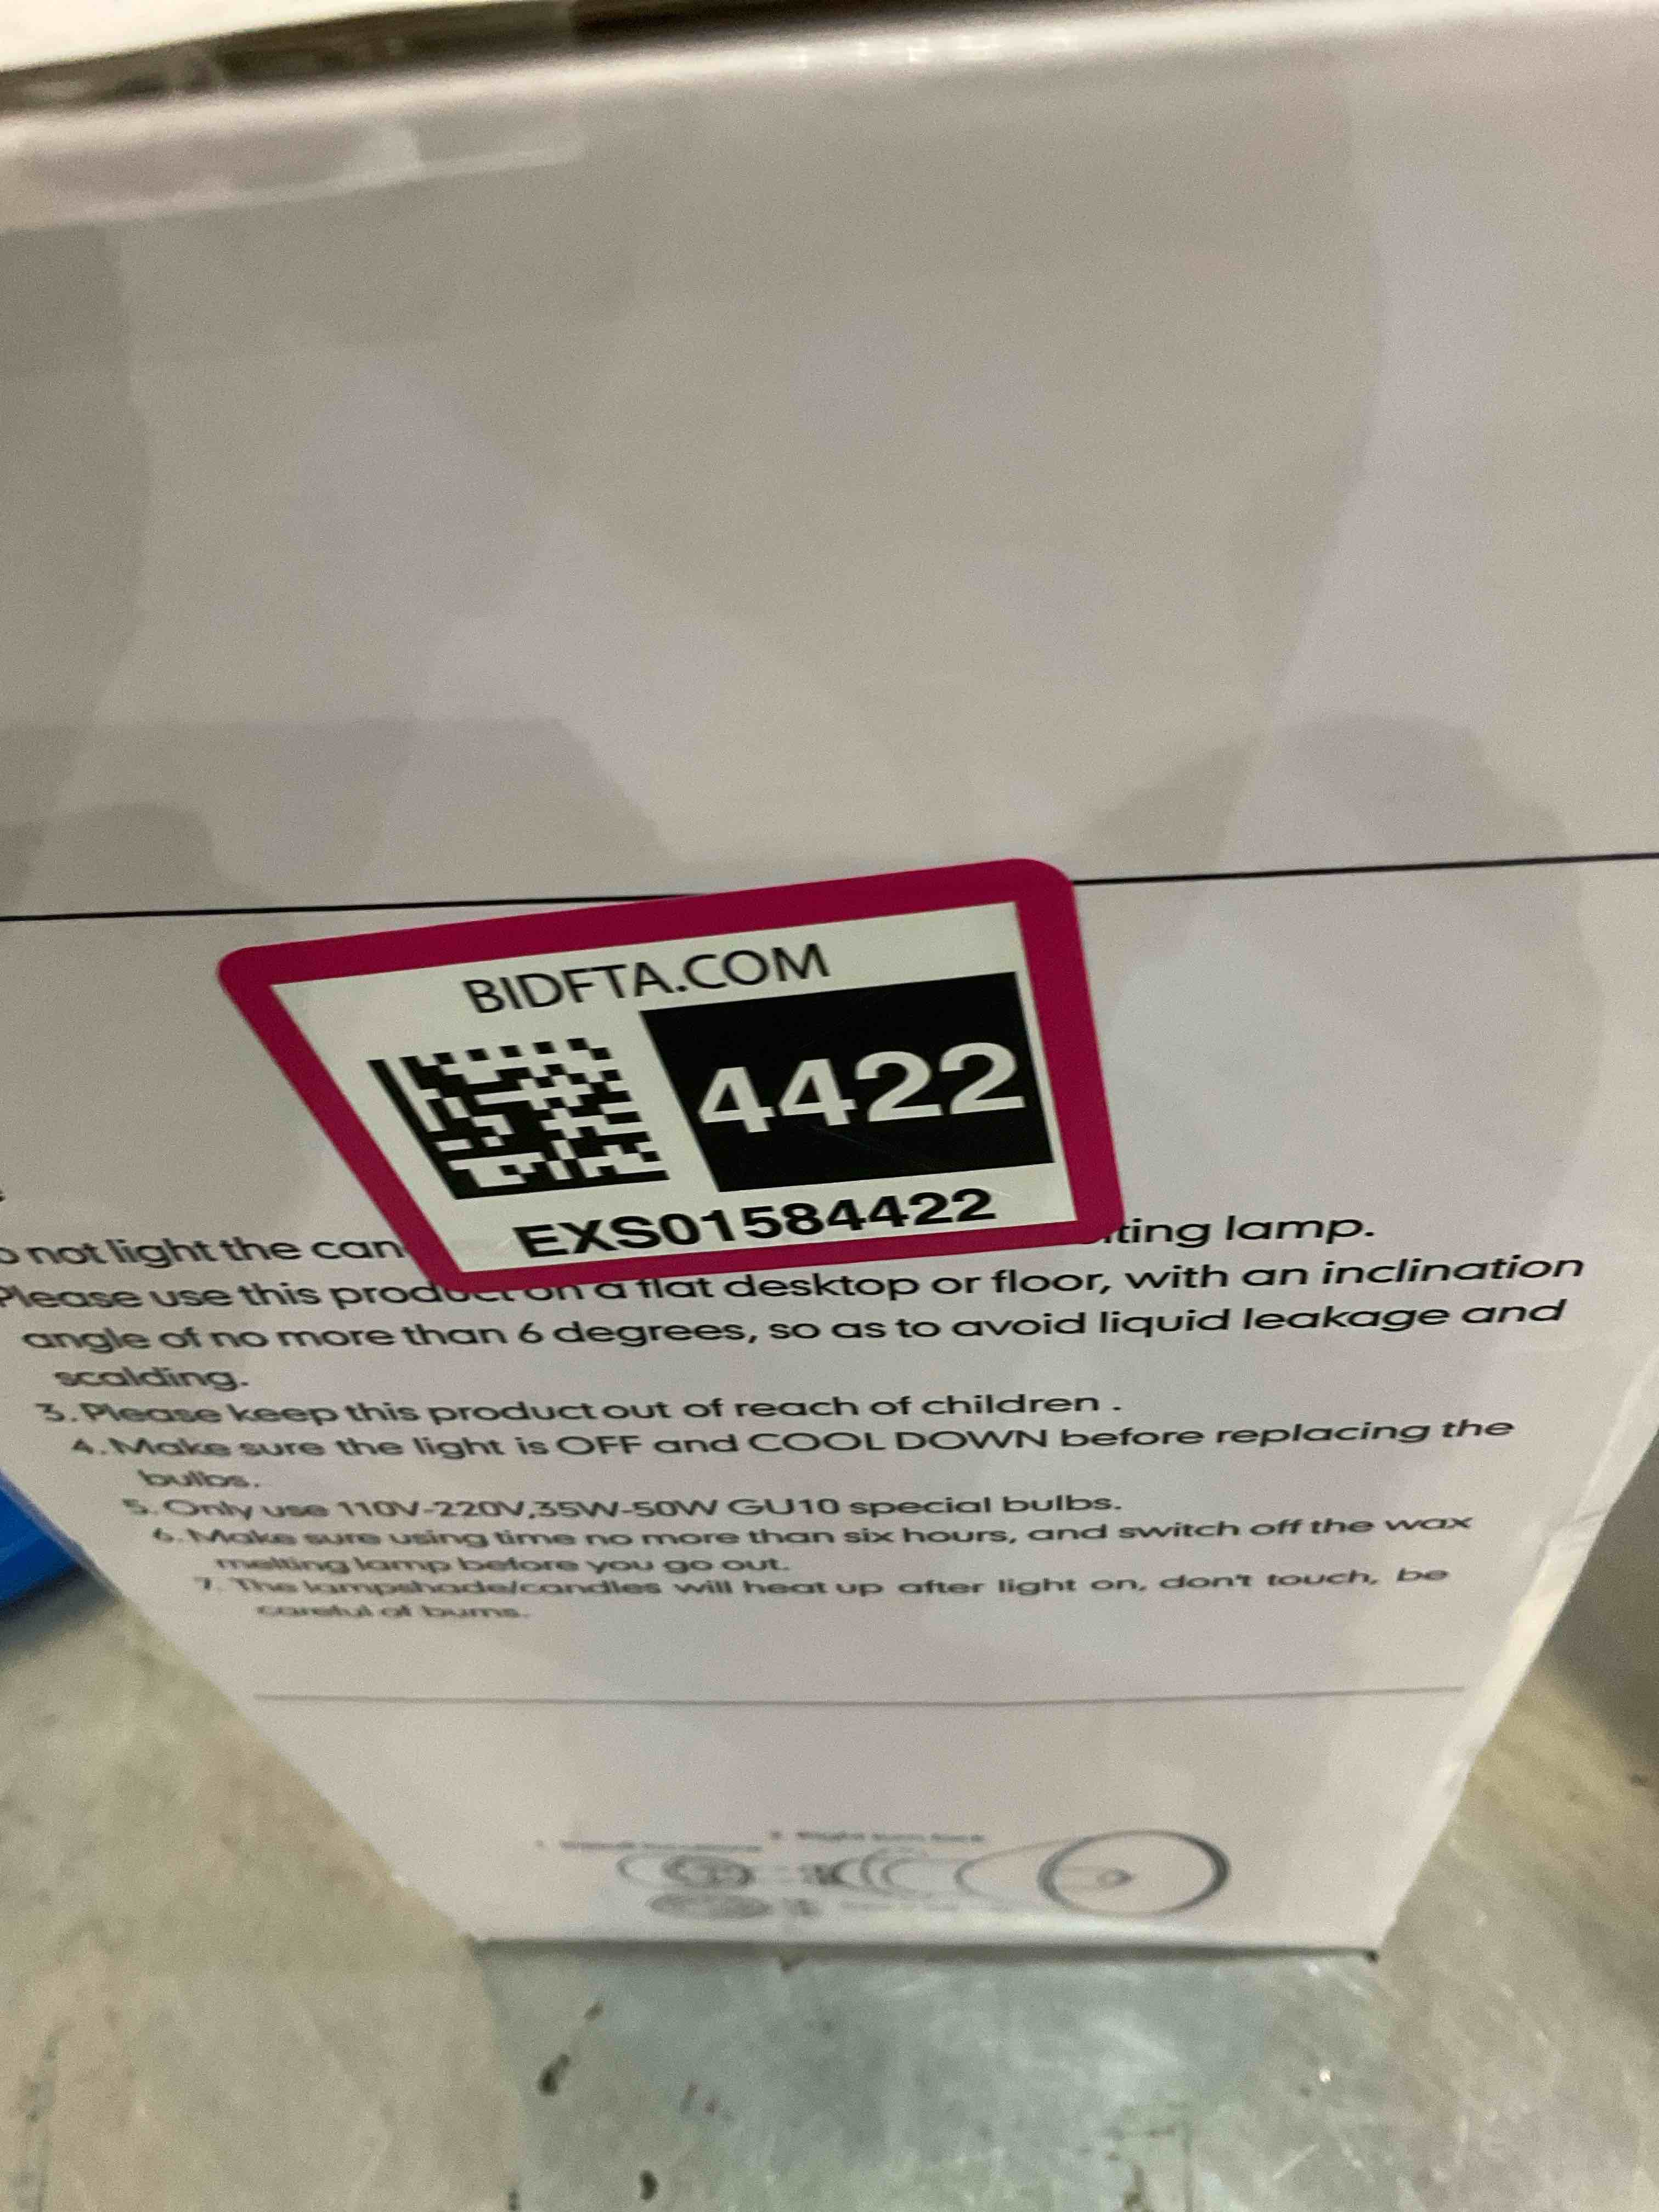 BIDFTA.COM
4422
EXS01584422
not light the can ting lamp.
Please use this product on a flat desktop or floor, with an inclination
angle of no more than 6 degrees, so as to avoid liquid leakage and
scalding.
3. Please keep this product out of reach of children .
4. Make sure the light is OFF and COOL DOWN before replacing the
bulbs.
5. Only use 110V-220V,35W-50W GU10 special bulbs.
6. Make sure using time no more than six hours, and switch off the wax
melting lamp before you go out.
7. The lampshade/candles will heat up after light on, don't touch, be
careful of burns.